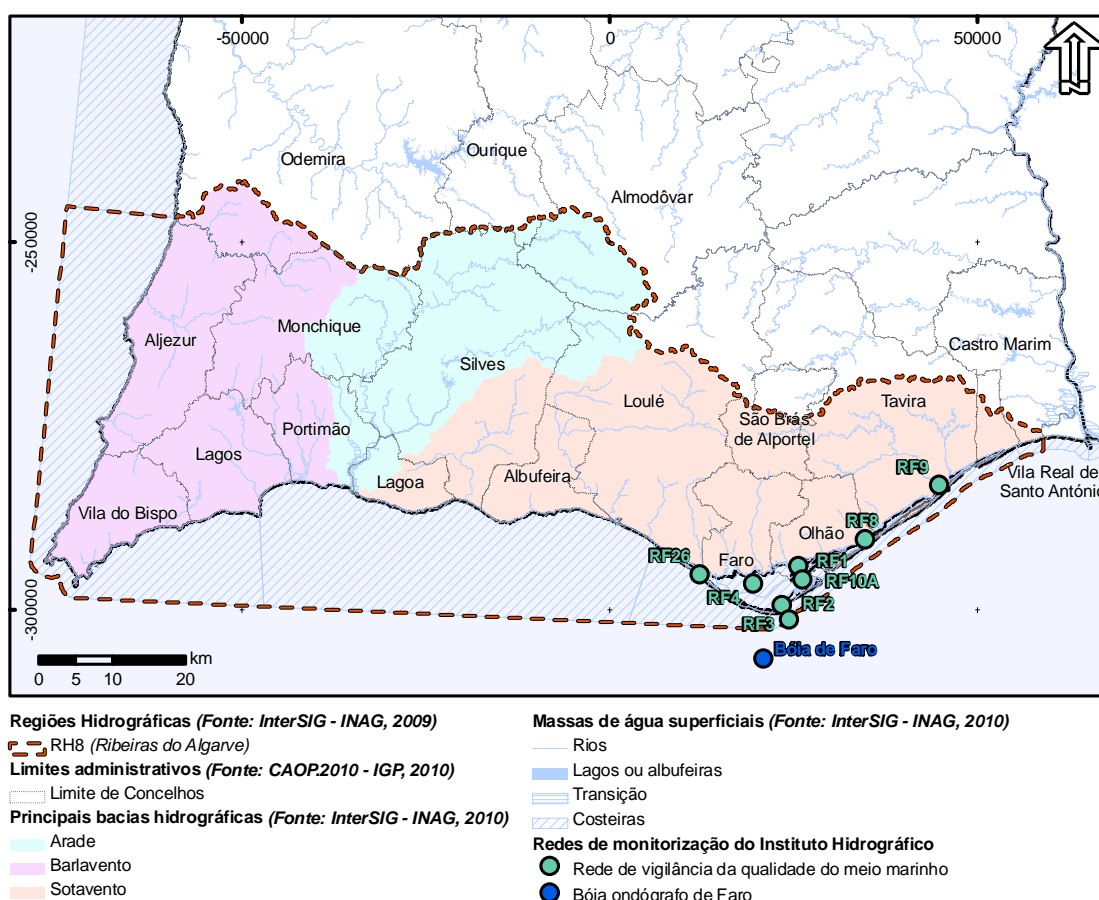 -50000
0
50000
N
Ourique
Odemira
Almodôvar
-250000
Castro Marim
Monchique
Aljezur
Silves
Loulé
Tavira
São Brás
de Alportel
Portimão
Lagos
RF9
Vila Real de
Santo António
Albufeira
Lagoa
Vila do Bispo
RF8
Olhão
RF26
Faro
RF1
RF10A
RF4
RF2
RF3
-300000
Bóia de Faro
km
0 5 10 20
Regiões Hidrográficas (Fonte: InterSIG - INAG, 2009)
RH8 (Ribeiras do Algarve)
Limites administrativos (Fonte: CAOP.2010 - IGP, 2010)
Limite de Concelhos
Principais bacias hidrográficas (Fonte: InterSIG - INAG, 2010)
Arade
Barlavento
Sotavento
Massas de água superficiais (Fonte: InterSIG - INAG, 2010)
Rios
Lagos ou albufeiras
Transição
Costeiras
Redes de monitorização do Instituto Hidrográfico
Rede de vigilância da qualidade do meio marinho
Bóia ondógrafo de Faro